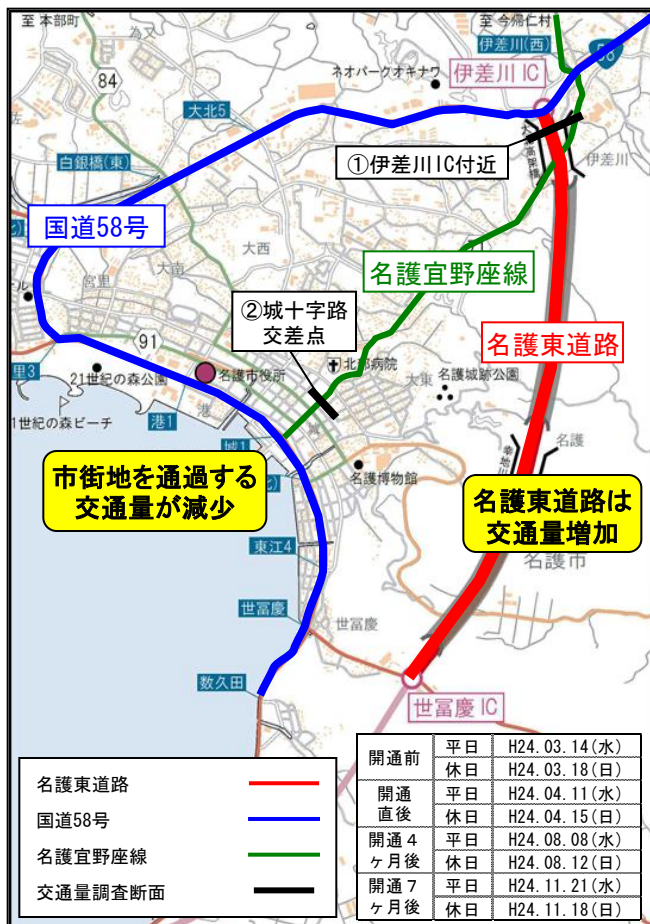 至 本部町
為又
至 今帰仁村
伊差川(西)
58
84
ネオパークオキナワ
伊差川 IC
大北5
①伊差川IC付近
伊差川
白銀橋(東)
国道58号
大西
大南
宮里
名護宜野座線
②城十字路
交差点
91
名護東道路
里3
21世紀の森公園
名護市役所
北部病院
大東
名護城跡公園
1世紀の森ビーチ
港1
港
城1
城
名護
市街地を通過する
交通量が減少
名護博物館
名護東道路は
交通量増加
名護市
東江4
世冨慶
世冨慶
数久田
世冨慶 IC
名護東道路
国道58号
名護宜野座線
交通量調査断面
開通前 平日 H24.03.14(水)
休日 H24.03.18(日)
開通
直後 平日 H24.04.11(水)
休日 H24.04.15(日)
開通4
ヶ月後 平日 H24.08.08(水)
休日 H24.08.12(日)
開通7
ヶ月後 平日 H24.11.21(水)
休日 H24.11.18(日)